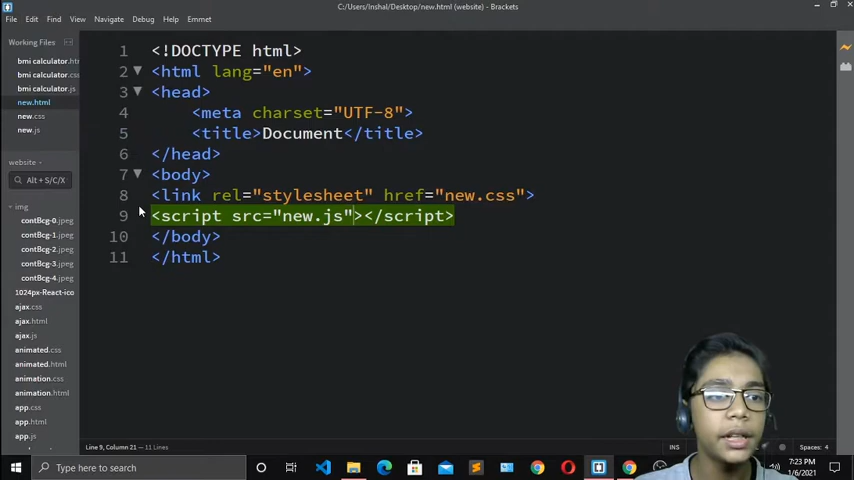 C:/Users/Inshal/Desktop/new.html (website) - Brackets
File Edit Find View Navigate Debug Help Emmet
Working Files
bmi calculator.htr
bmi calculator.cs
bmi calculator.js
new.html
new.css
new.js
website
Alt + S/C/X
img
contBcg-0.jpeg
contBcg-1.jpeg
contBcg-2.jpeg
contBcg-3.jpeg
contBcg-4.jpeg
1024px-React-ico
ajax.css
ajax.html
ajax.js
animated.css
animated.html
animation.css
animation.html
app.css
app.html
app.js
1 <!DOCTYPE html>
2 <html lang="en">
3 <head>
4 <meta charset="UTF-8">
5 <title>Document</title>
6 </head>
7 <body>
8 <link rel="stylesheet" href="new.css">
9 <script src="new.js"></script>
10 </body>
11 </html>
Line 9, Column 21 — 11 Lines
INS
Spaces: 4
Type here to search
7:23 PM
1/6/2021